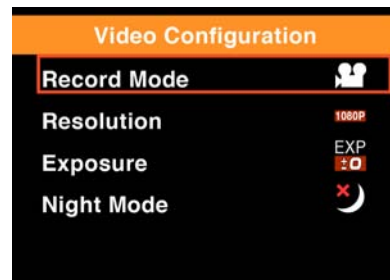 Video Configuration
Record Mode
Resolution 1080P
Exposure EXP ±0
Night Mode